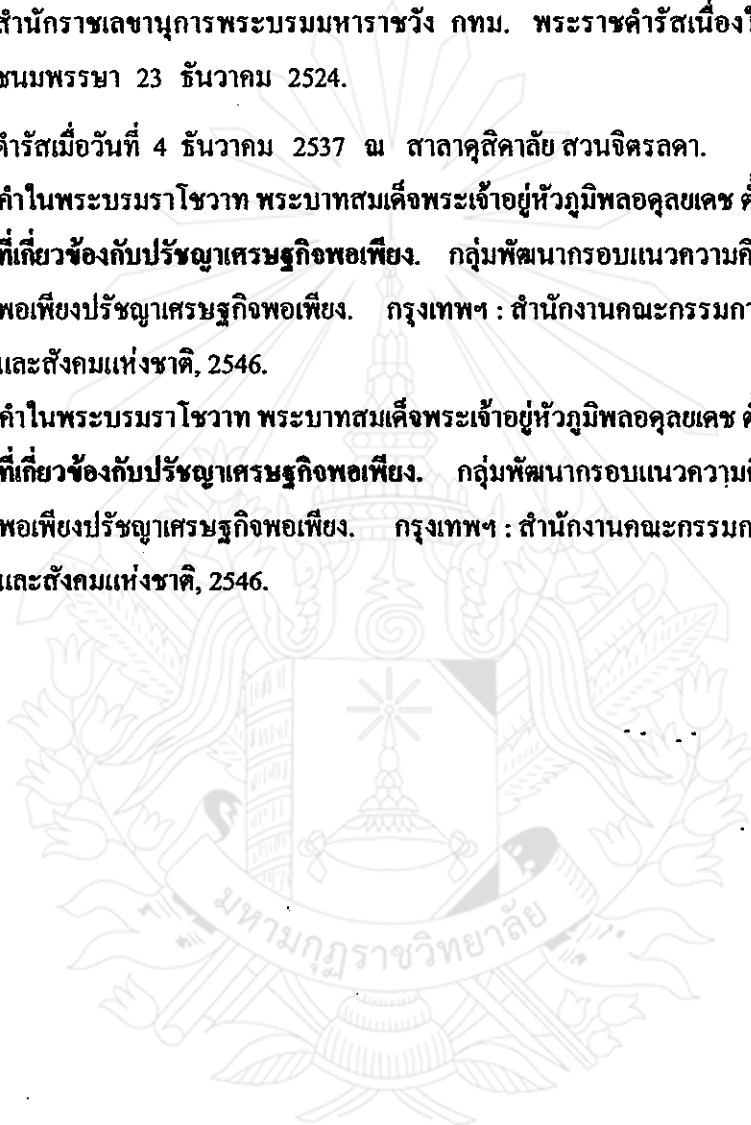 สำนักราชเลขานุการพระบรมมหาราชวัง กทม. พระราชดำรัสเนื่อง
ชนมพรรษา 23 ธันวาคม 2524.
ดำรัสเมื่อวันที่ 4 ธันวาคม 2537 ณ สาลาดุสิดาลัย สวนจิตรลดา.
คำในพระบรมราโชวาท พระบาทสมเด็จพระเจ้าอยู่หัวภูมิพลอดุลยเดช
ที่เกี่ยวข้องกับปรัชญาเศรษฐกิจพอเพียง. กลุ่มพัฒนากรอบแนวความคิ
พอเพียงปรัชญาเศรษฐกิจพอเพียง. กรุงเทพฯ : สำนักงานคณะกรรมกา
และสังคมแห่งชาติ, 2546.
คำในพระบรมราโชวาท พระบาทสมเด็จพระเจ้าอยู่หัวภูมิพลอดุลยเดช
ที่เกี่ยวข้องกับปรัชญาเศรษฐกิจพอเพียง. กลุ่มพัฒนากรอบแนวความคิ
พอเพียงปรัชญาเศรษฐกิจพอเพียง. กรุงเทพฯ : สำนักงานคณะกรรมก
และสังคมแห่งชาติ, 2546.
มหามกุฏราชวิทยาลัย